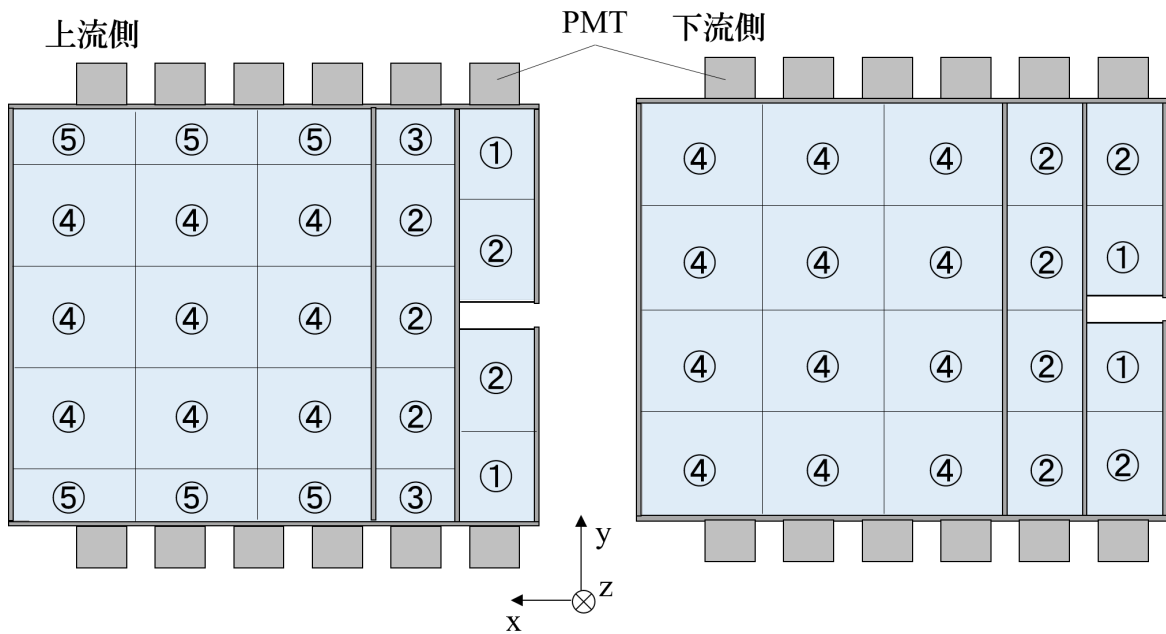 上流側
PMT
下流側
⑤ ⑤ ⑤ ③ ①
④ ④ ④ ② ②
④ ④ ④ ②
④ ④ ④ ② ②
⑤ ⑤ ⑤ ③ ①
④ ④ ④ ② ②
④ ④ ④ ② ①
④ ④ ④ ② ①
④ ④ ④ ② ②
y
z
x